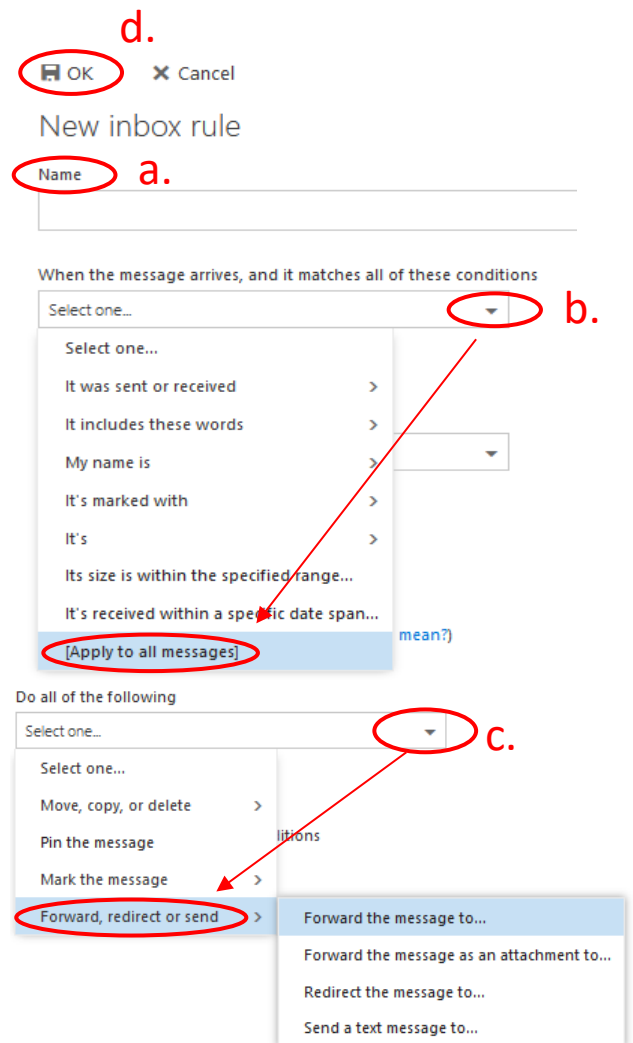 d.
OK Cancel
New inbox rule
Name a.
When the message arrives, and it matches all of these conditions
Select one... b.
Select one...
It was sent or received >
It includes these words >
My name is >
It's marked with >
It's >
Its size is within the specified range...
It's received within a specific date span...
mean?)
[Apply to all messages]
Do all of the following
Select one... c.
Select one...
Move, copy, or delete >
litions
Pin the message
Mark the message >
Forward, redirect or send >
Forward the message to...
Forward the message as an attachment to...
Redirect the message to...
Send a text message to...